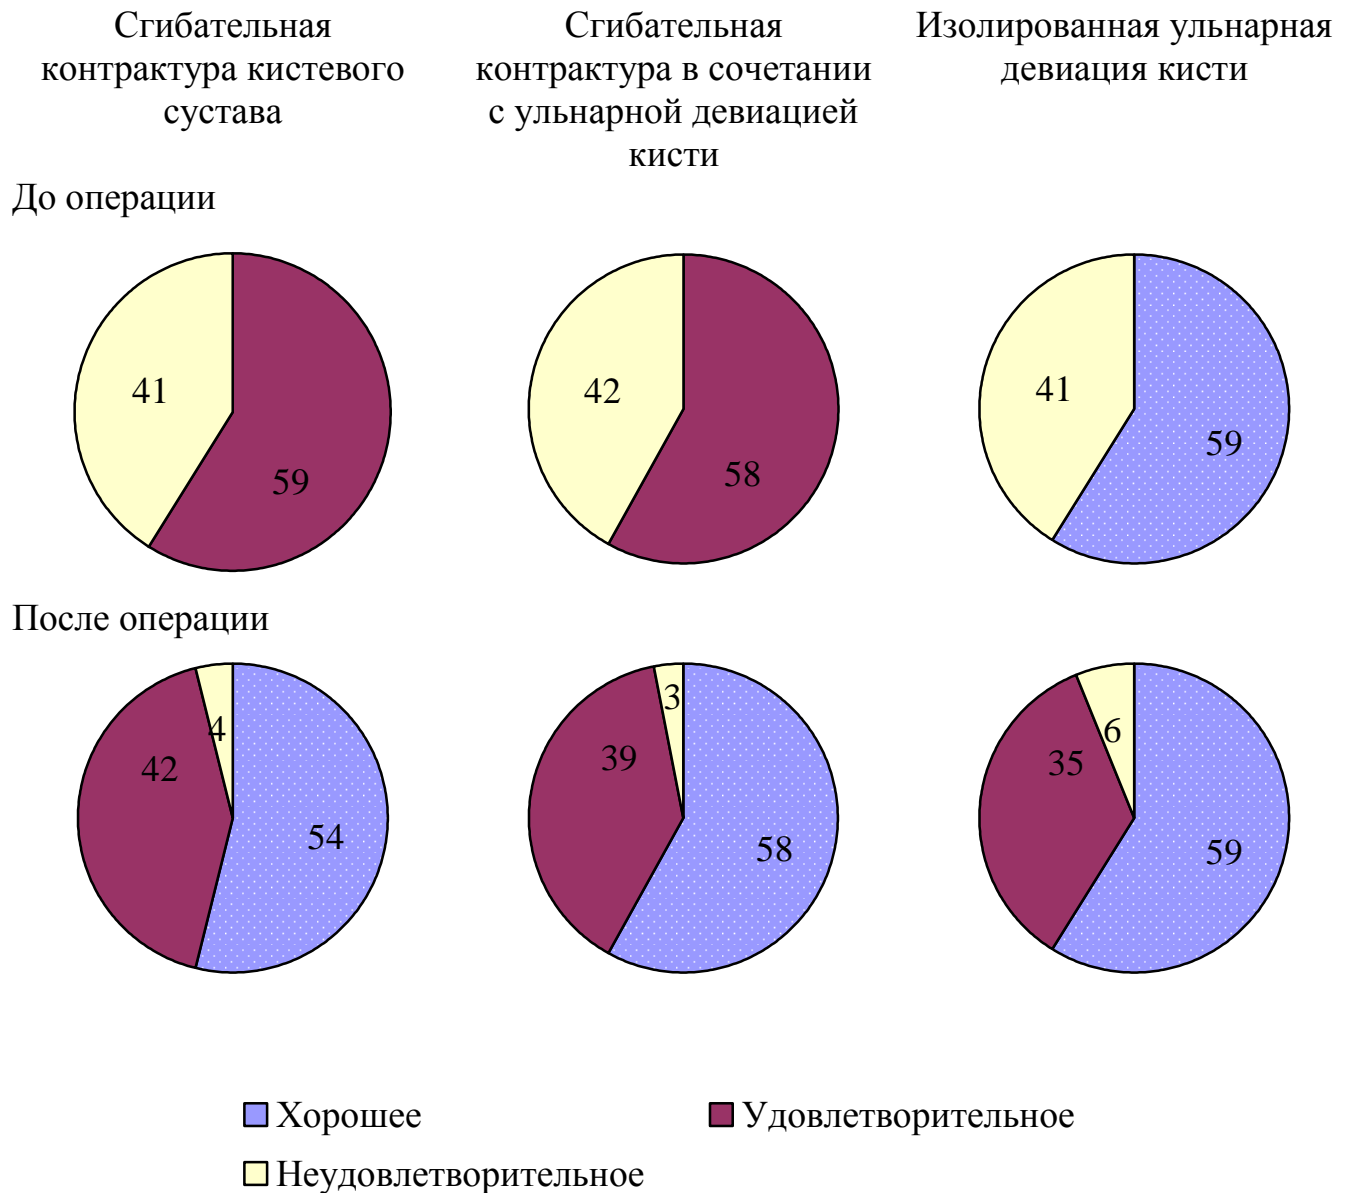 Сгибательная
контрактура кистевого
сустава
Сгибательная
контрактура в сочетании
с ульнарной девиацией
кисти
Изолированная ульнарная
девиация кисти
До операции
41
59
42
58
41
59
После операции
4
42
54
3
39
58
6
35
59
Хорошее
Удовлетворительное
Неудовлетворительное